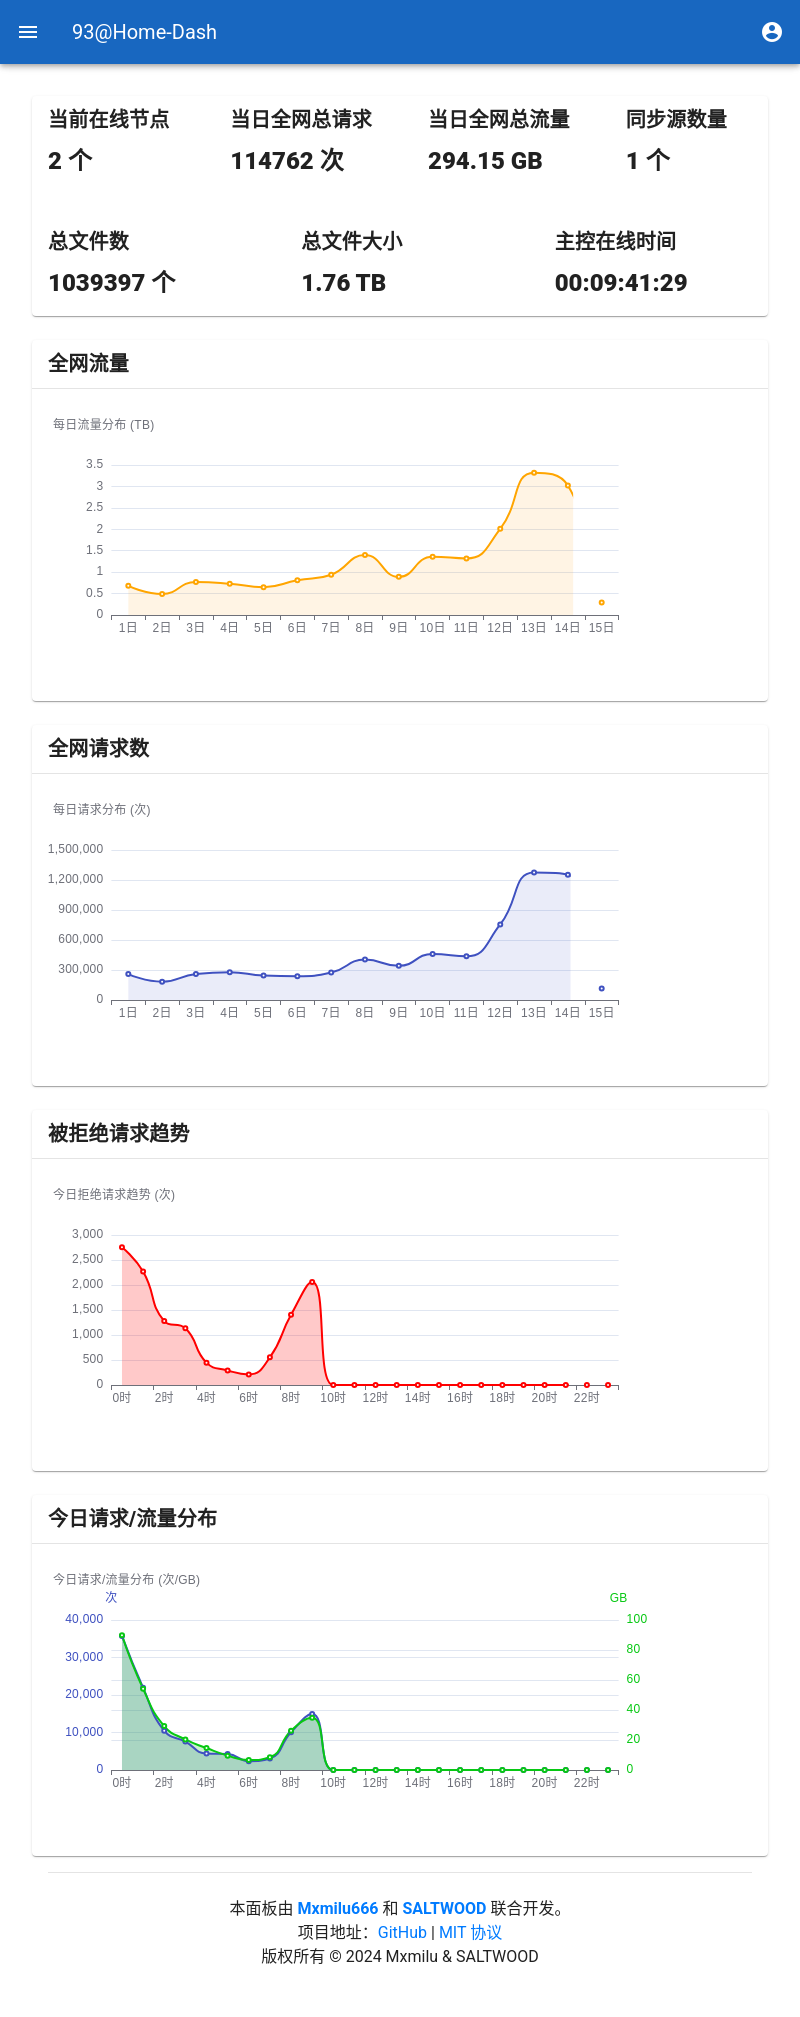 93@Home-Dash
当前在线节点 当日全网总请求 当日全网总流量 同步源数量
2 个 114762 次 294.15 GB 1 个
总文件数 总文件大小 主控在线时间
1039397 个 1.76 TB 00:09:41:29
全网流量
每日流量分布 (TB)
3.5
3
2.5
2
1.5
1
0.5
0
1日 2日 3日 4日 5日 6日 7日 8日 9日 10日 11日 12日 13日 14日 15日
全网请求数
每日请求分布 (次)
1,500,000
1,200,000
900,000
600,000
300,000
0
1日 2日 3日 4日 5日 6日 7日 8日 9日 10日 11日 12日 13日 14日 15日
被拒绝请求趋势
今日拒绝请求趋势 (次)
3,000
2,500
2,000
1,500
1,000
500
0
0时 2时 4时 6时 8时 10时 12时 14时 16时 18时 20时 22时
今日请求/流量分布
今日请求/流量分布 (次/GB)
次 GB
40,000 100
80
30,000
60
20,000
40
10,000
20
0 0
0时 2时 4时 6时 8时 10时 12时 14时 16时 18时 20时 22时
本面板由 Mxmilu666 和 SALTWOOD 联合开发。
项目地址：GitHub | MIT 协议
版权所有 © 2024 Mxmilu & SALTWOOD